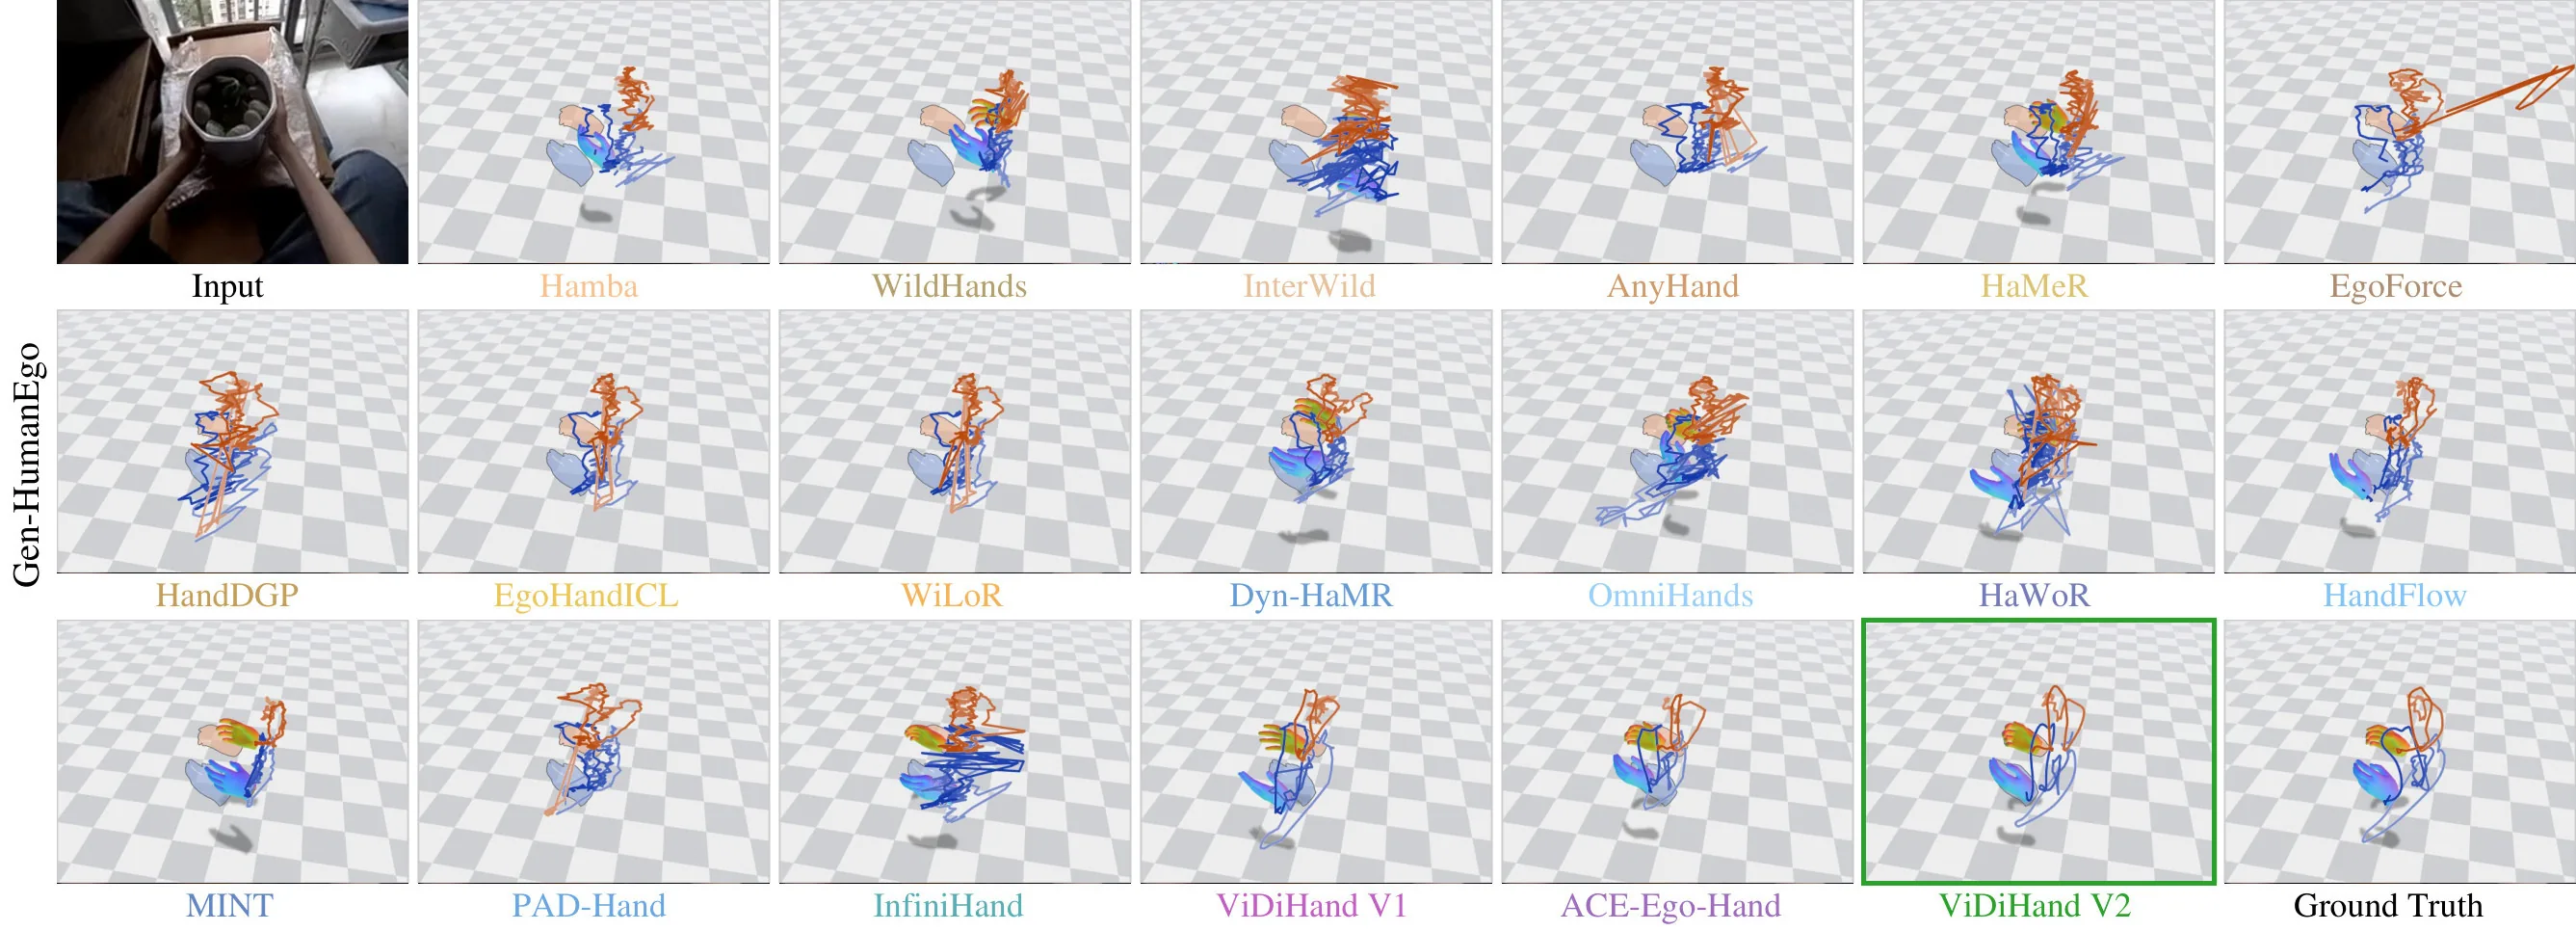 Gen-HumanEgo
Input
Hamba
WildHands
InterWild
AnyHand
HaMeR
EgoForce
HandDGP
EgoHandICL
WiLoR
Dyn-HaMR
OmniHands
HaWoR
HandFlow
MINT
PAD-Hand
InfiniHand
ViDiHand V1
ACE-Ego-Hand
ViDiHand V2
Ground Truth